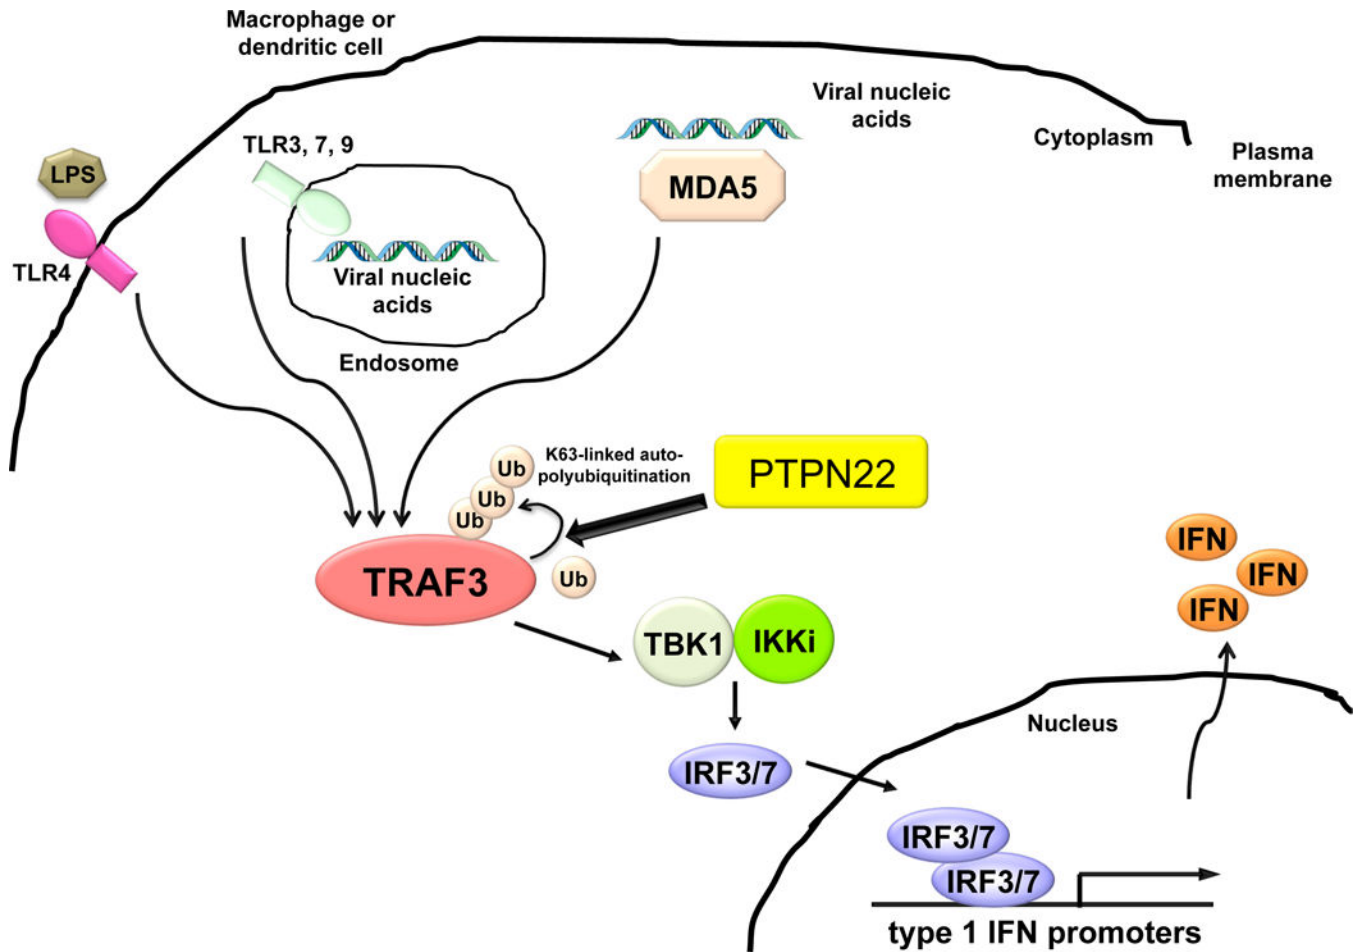 Macrophage or
dendritic cell
Viral nucleic
acids
Cytoplasm
Plasma
membrane
TLR3, 7, 9
LPS
MDA5
TLR4
Viral nucleic
acids
Endosome
K63-linked auto-
polyubiquitination
Ub
Ub
Ub
PTPN22
TRAF3
Ub
IFN
IFN
IFN
TBK1
IKKi
Nucleus
IRF3/7
IRF3/7
IRF3/7
type 1 IFN promoters